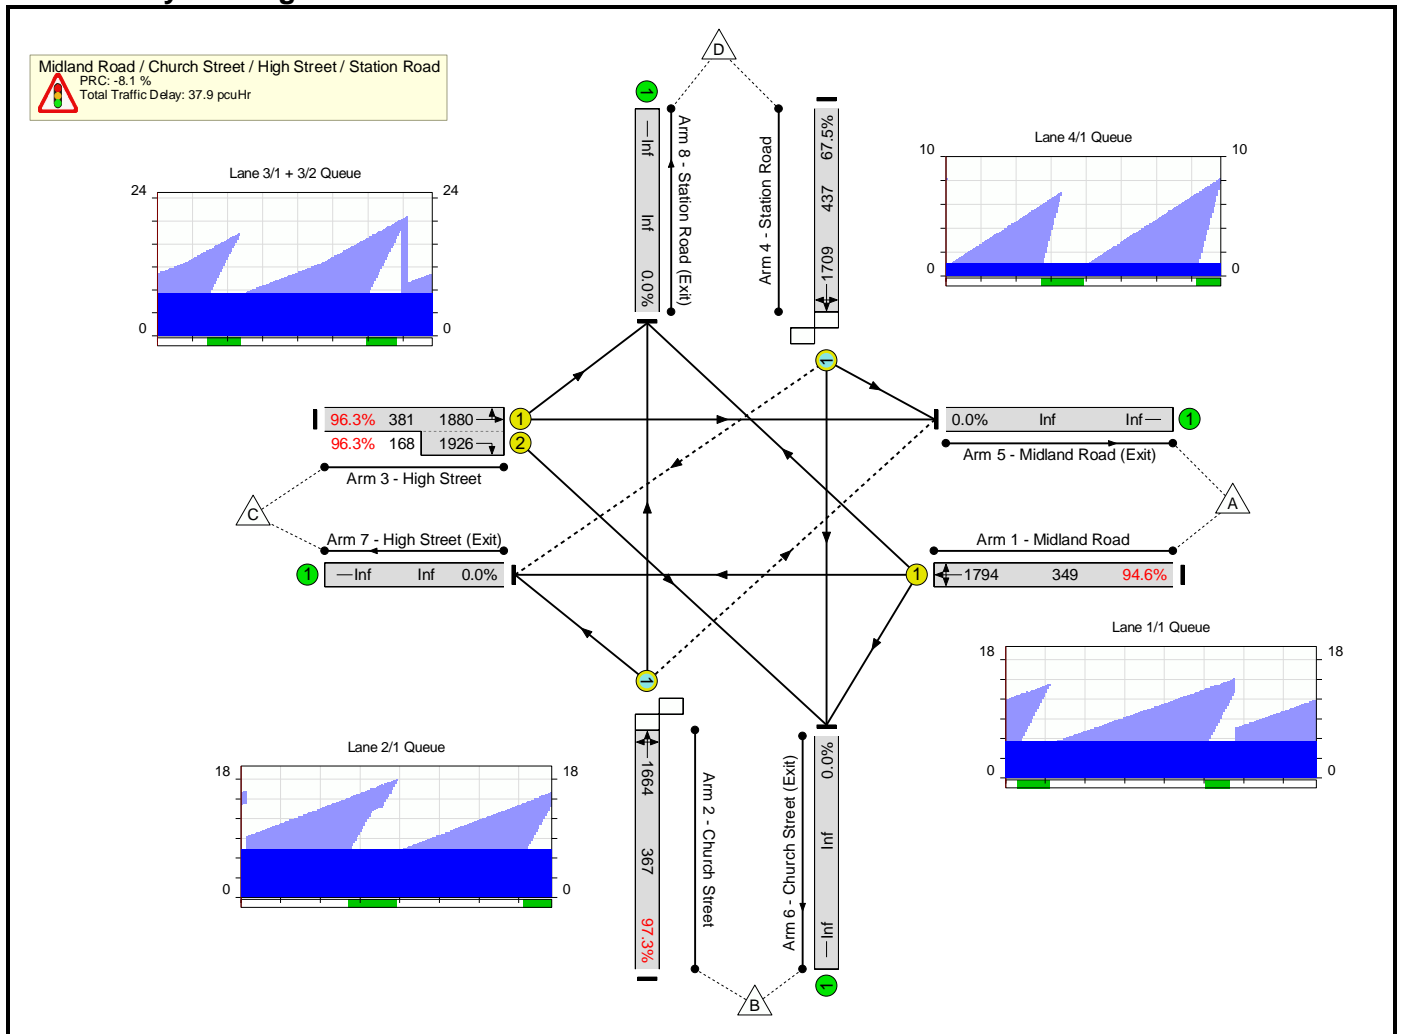 Midland Road / Church Street / High Street / Station Road
PRC: -8.1 %
Total Traffic Delay: 37.9 pcuHr
D
1
Arm 8 - Station Road (Exit)
Inf
Inf
0.0%
Arm 4 - Station Road
67.5%
437
1709
1
Lane 4/1 Queue
10
10
0
0
Lane 3/1 + 3/2 Queue
24
24
0
0
96.3% 381 1880
1
96.3% 168 1926
2
Arm 3 - High Street
C
Arm 7 - High Street (Exit)
1
Inf Inf 0.0%
0.0% Inf Inf
1
Arm 5 - Midland Road (Exit)
A
Arm 1 - Midland Road
1
1794 349 94.6%
Lane 1/1 Queue
18
18
0
0
Lane 2/1 Queue
18
18
0
0
1
1664
367
97.3%
Arm 2 - Church Street
Arm 6 - Church Street (Exit)
0.0%
Inf
Inf
1
B